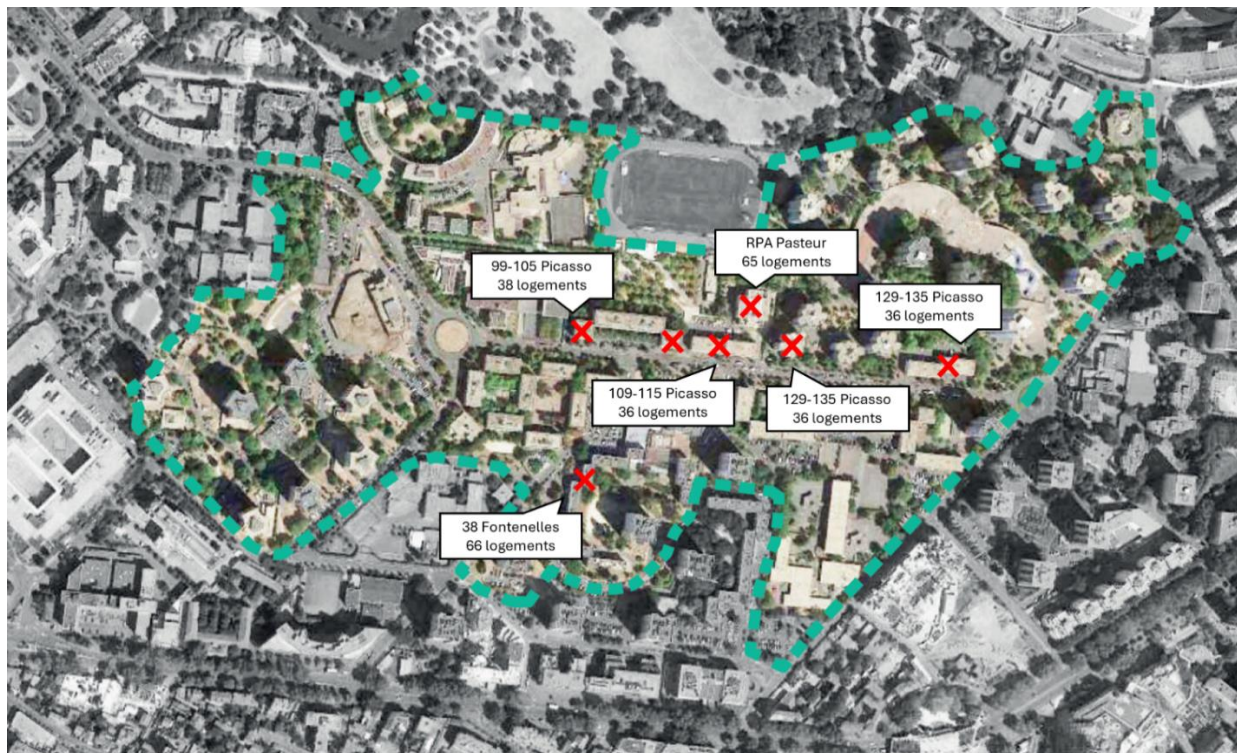 RPA Pasteur
65 logements
99-105 Picasso
38 logements
129-135 Picasso
36 logements
109-115 Picasso
36 logements
129-135 Picasso
36 logements
38 Fontenelles
66 logements